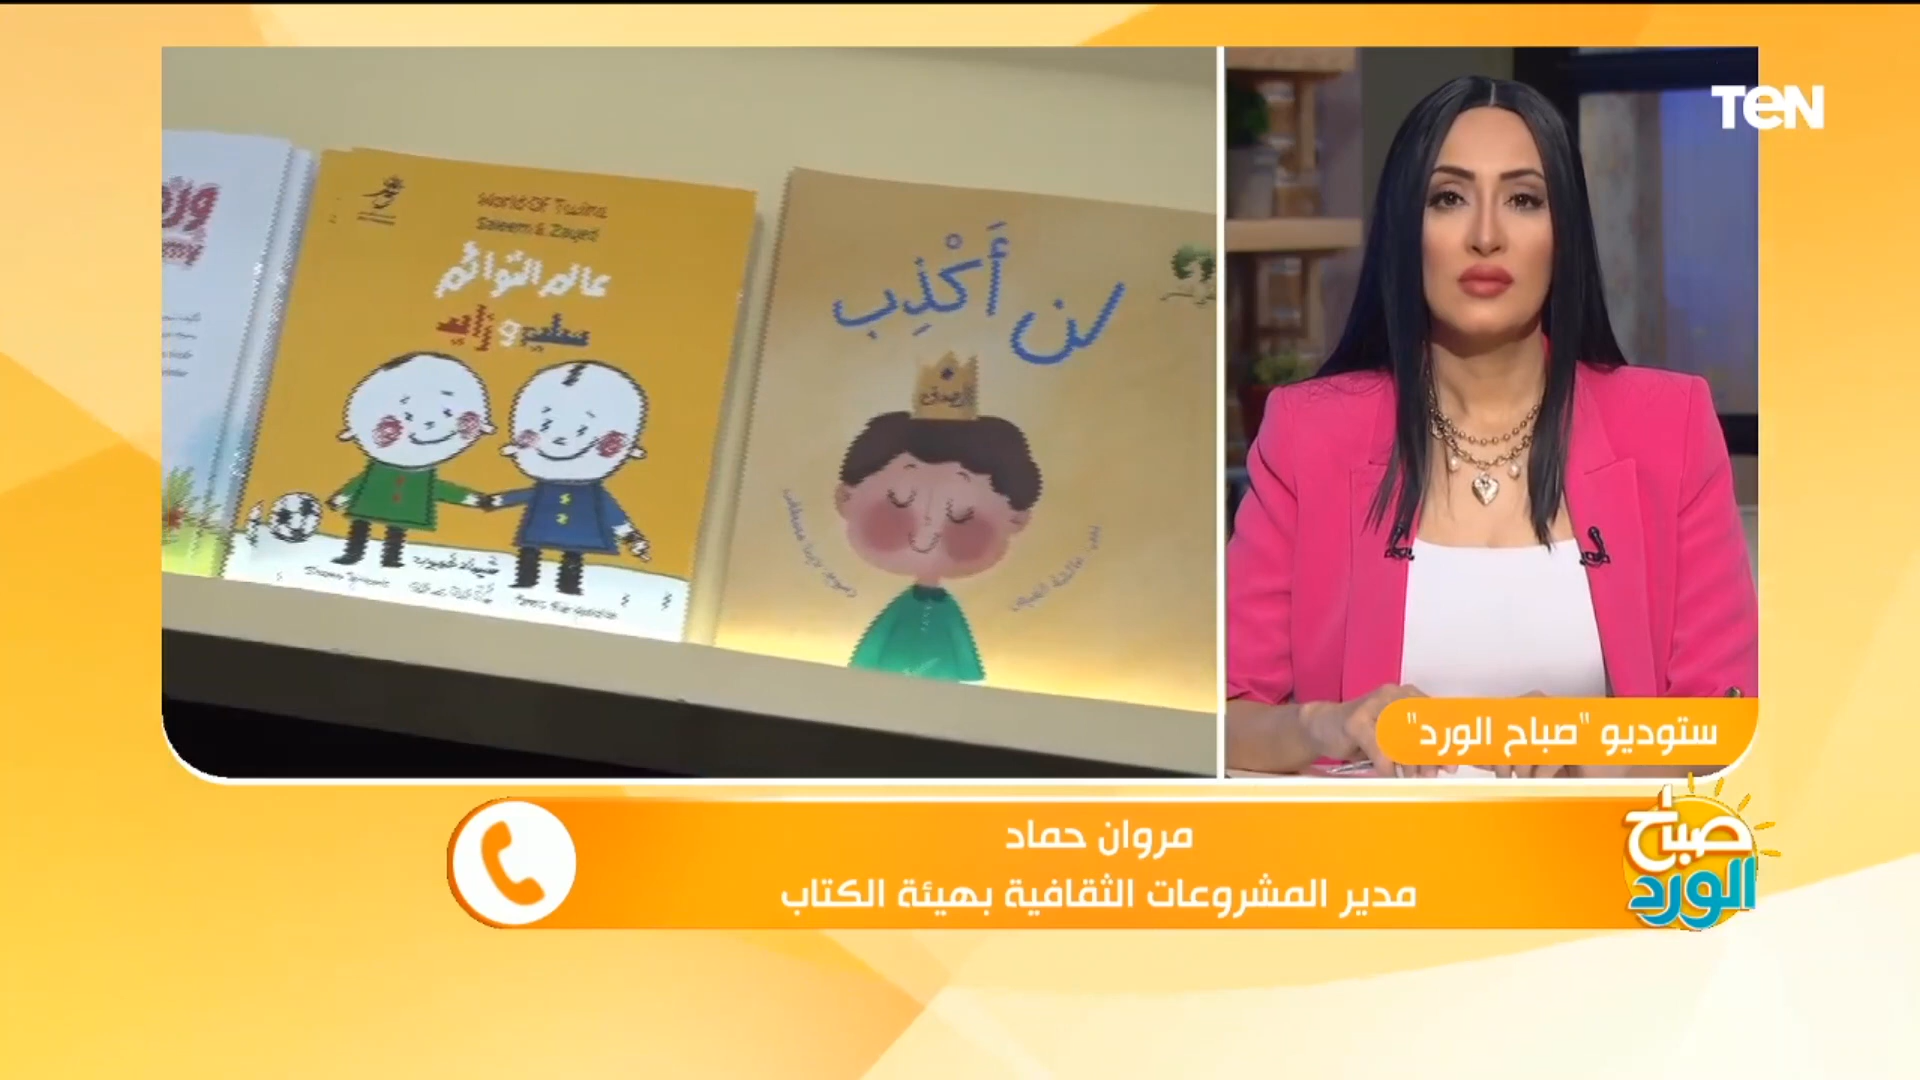 TEN
World Of Twins
Saleem & Zayed
عالم التوائم
سليم و زايد
لن أَكْذِب
الصدق
ستوديو "صباح الورد"
مروان حماد
مدير المشروعات الثقافية بهيئة الكتاب
صباح
الورد